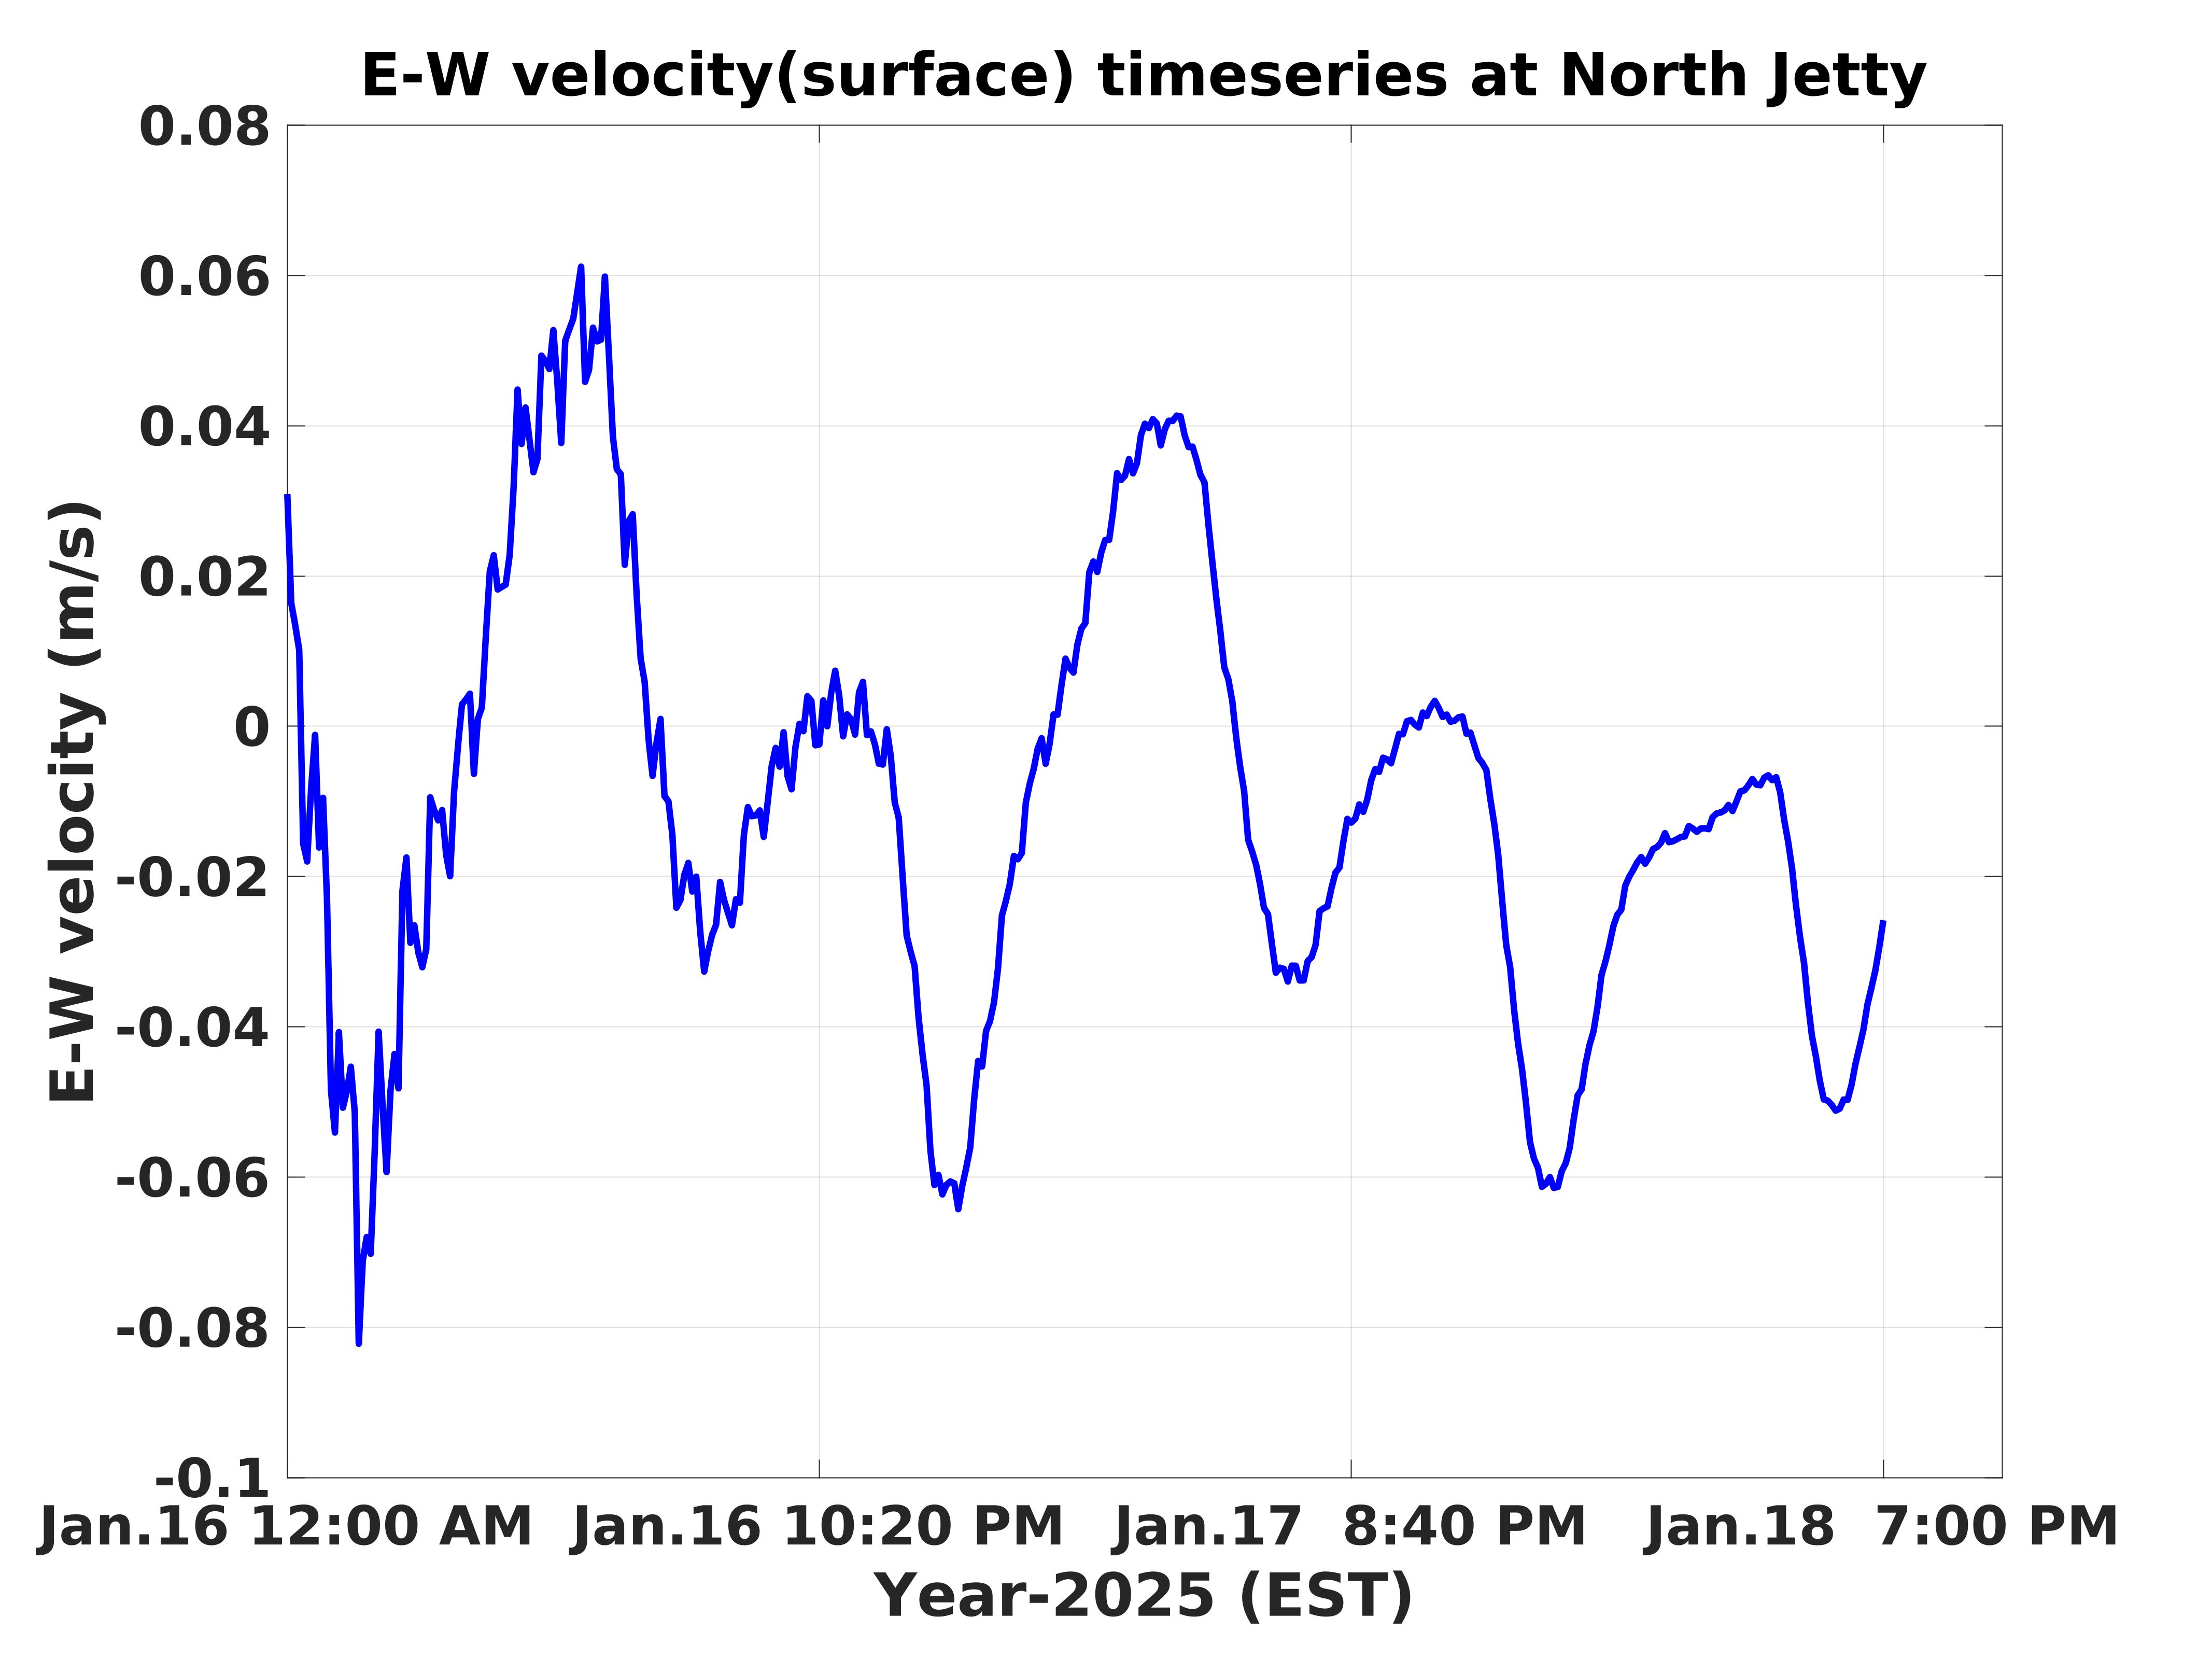 E-W velocity(surface) timeseries at North Jetty
0.08
0.06
0.04
0.02
0
-0.02
-0.04
-0.06
-0.08
-0.1
E-W velocity (m/s)
Jan.16 12:00 AM Jan.16 10:20 PM Jan.17 8:40 PM Jan.18 7:00 PM
Year-2025 (EST)